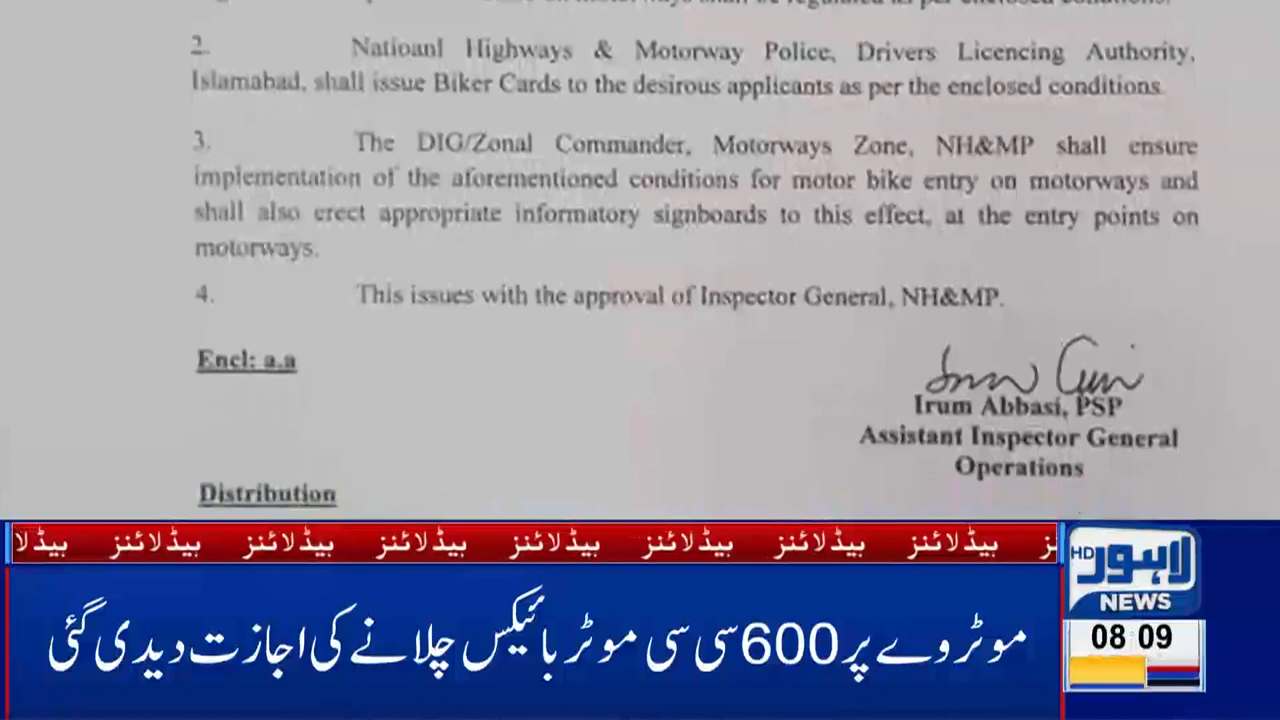 2. Natioanl Highways & Motorway Police, Drivers Licencing Authority,
Islamabad, shall issue Biker Cards to the desirous applicants as per the enclosed conditions.
3. The DIG/Zonal Commander, Motorways Zone, NH&MP shall ensure
implementation of the aforementioned conditions for motor bike entry on motorways and
shall also erect appropriate informatory signboards to this effect, at the entry points on
motorways.
4. This issues with the approval of Inspector General, NH&MP.
Encl: a.a
Irum Abbasi, PSP
Assistant Inspector General
Operations
Distribution
ہیڈلائنز ہیڈلائنز ہیڈلائنز ہیڈلائنز ہیڈلائنز ہیڈلائنز ہیڈلائنز
موٹروے پر 600 سی سی موٹر بائیکس چلانے کی اجازت دیدی گئی
HD لاہور
NEWS
08 09